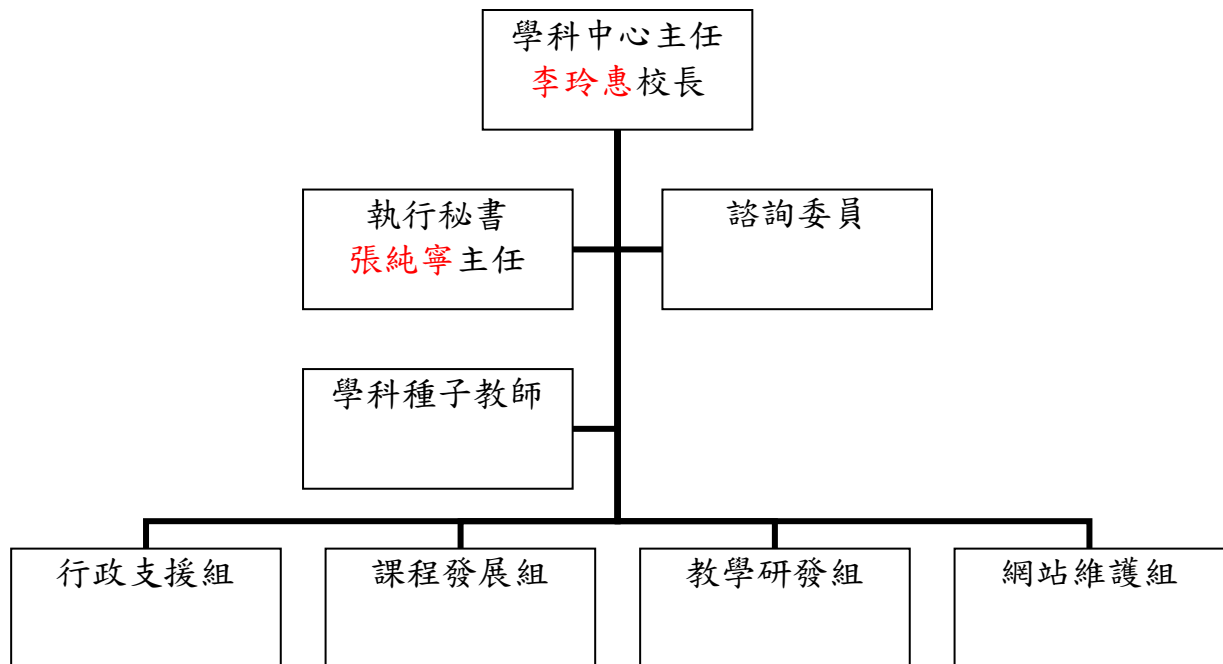 學科中心主任
李玲惠校長
執行秘書
張純寧主任
諮詢委員
學科種子教師
行政支援組
課程發展組
教學研發組
網站維護組